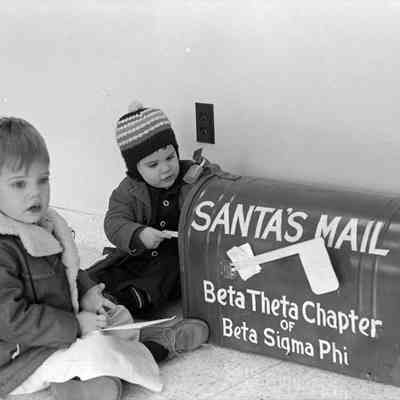 SANTA'S MAIL
Beta Theta Chapter
OF
Beta Sigma Phi